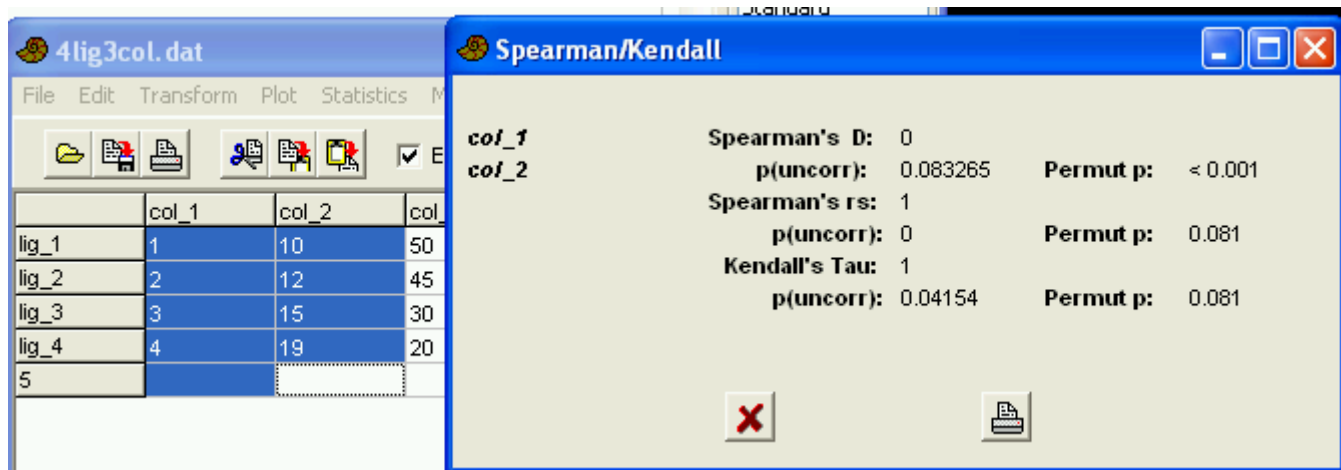 Standard
4lig3col.dat
File Edit Transform Plot Statistics M
E
col_1 col_2 col_
lig_1 1 10 50
lig_2 2 12 45
lig_3 3 15 30
lig_4 4 19 20
5
Spearman/Kendall
col_1 Spearman's D: 0
col_2 p(uncorr): 0.083265 Permut p: < 0.001
Spearman's rs: 1
p(uncorr): 0 Permut p: 0.081
Kendall's Tau: 1
p(uncorr): 0.04154 Permut p: 0.081